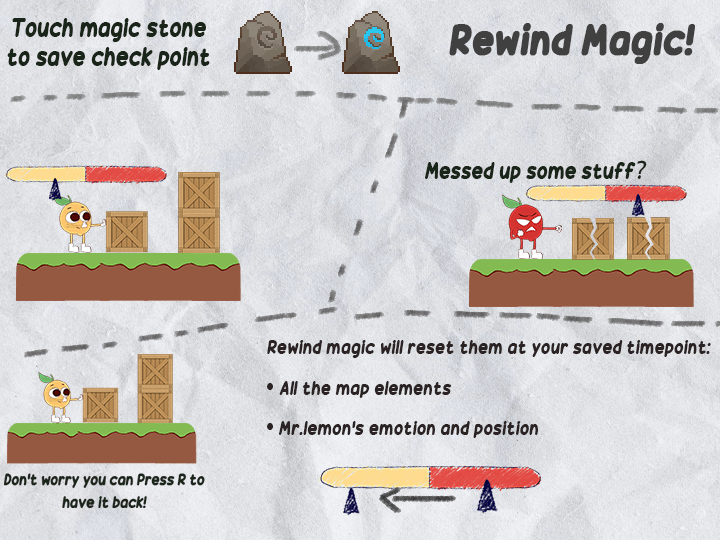 Touch magic stone
to save check point
Rewind Magic!
Messed up some stuff?
Rewind magic will reset them at your saved timepoint:
• All the map elements
• Mr.lemon's emotion and position
Don't worry you can Press R to
have it back!